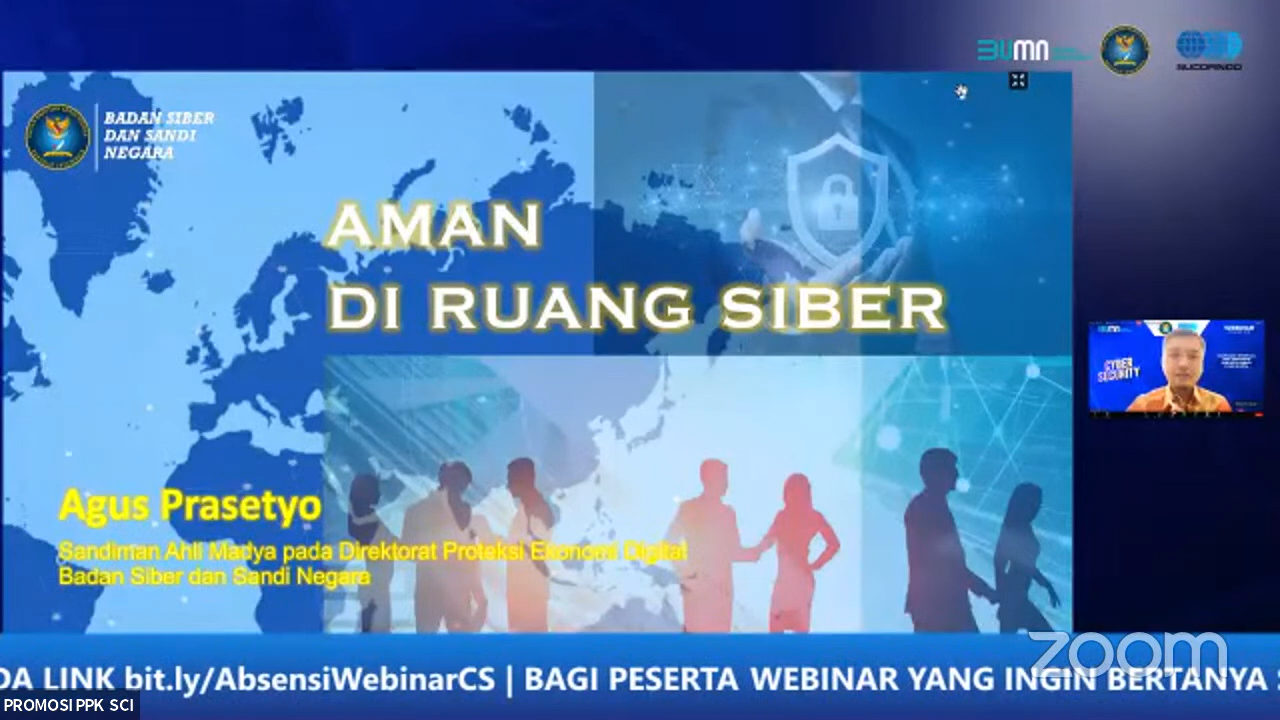 BUMN
SUCOFINDO
BADAN SIBER
DAN SANDI
NEGARA
AMAN
DI RUANG SIBER
CYBER
SECURITY
Agus Prasetyo
Sandiman Ahli Madya pada Direktorat Proteksi Ekonomi Digital
Badan Siber dan Sandi Negara
zoom
DA LINK bit.ly/AbsensiWebinarCS | BAGI PESERTA WEBINAR YANG INGIN BERTANYA
PROMOSI PPK SCI